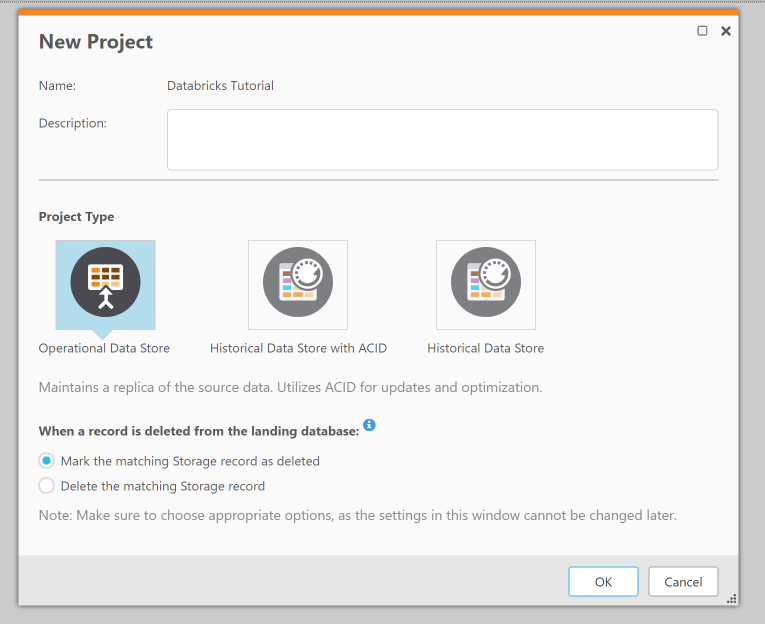 New Project
Name: Databricks Tutorial
Description:
Project Type
Operational Data Store Historical Data Store with ACID Historical Data Store
Maintains a replica of the source data. Utilizes ACID for updates and optimization.
When a record is deleted from the landing database:
Mark the matching Storage record as deleted
Delete the matching Storage record
Note: Make sure to choose appropriate options, as the settings in this window cannot be changed later.
OK Cancel